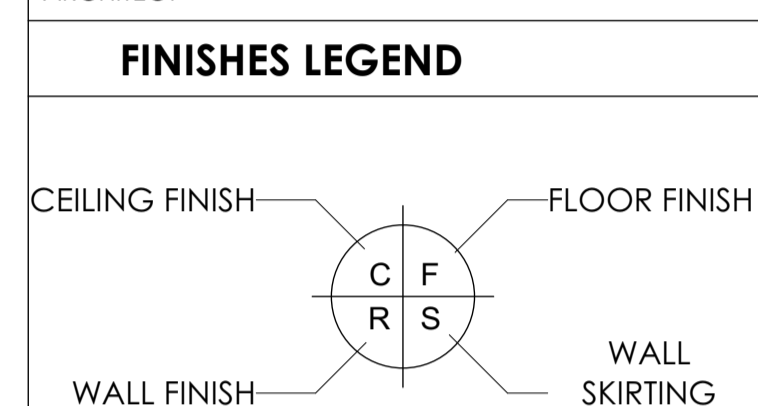 FINISHES LEGEND
CEILING FINISH
FLOOR FINISH
C F
R S
WALL FINISH
WALL
SKIRTING